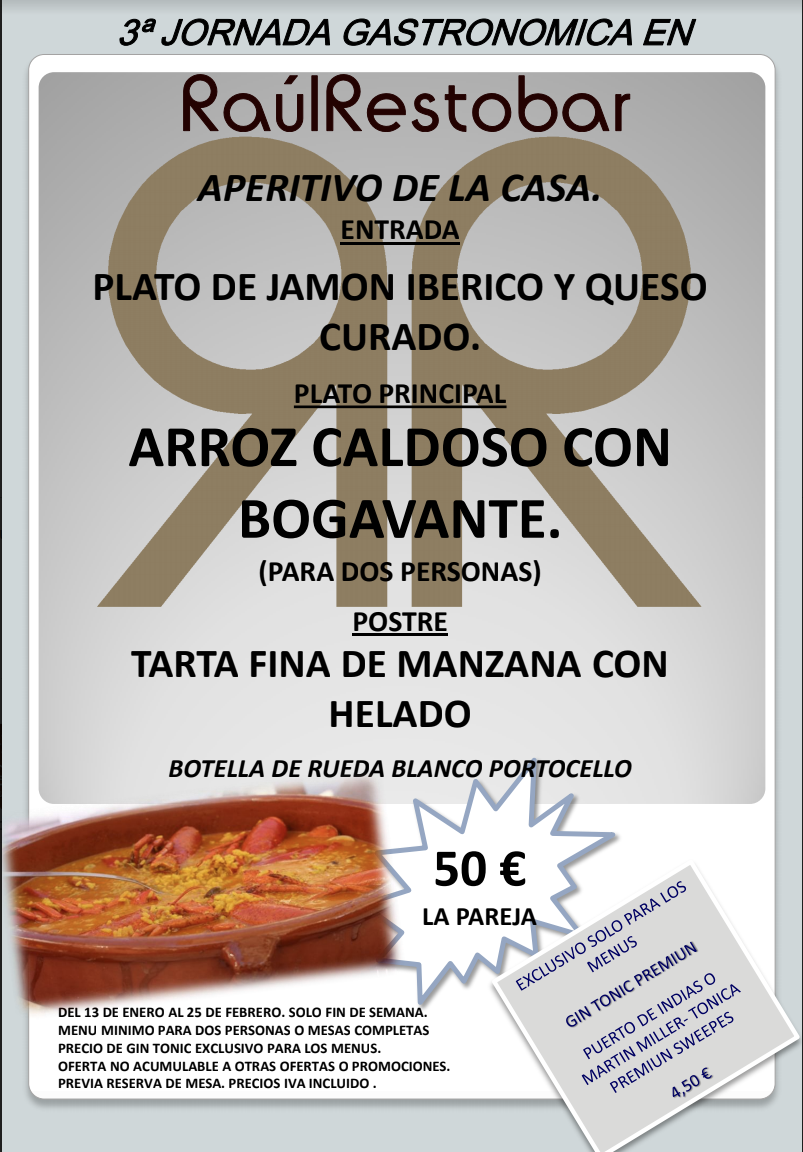 3ª JORNADA GASTRONOMICA EN
RaúlRestobar
APERITIVO DE LA CASA.
ENTRADA
PLATO DE JAMON IBERICO Y QUESO
CURADO.
PLATO PRINCIPAL
ARROZ CALDOSO CON
BOGAVANTE.
(PARA DOS PERSONAS)
POSTRE
TARTA FINA DE MANZANA CON
HELADO
BOTELLA DE RUEDA BLANCO PORTOCELLO
50 €
LA PAREJA
EXCLUSIVO SOLO PARA LOS
MENUS
GIN TONIC PREMIUN
PUERTO DE INDIAS O
MARTIN MILLER- TONICA
PREMIUN SWEEPES
4,50 €
DEL 13 DE ENERO AL 25 DE FEBRERO. SOLO FIN DE SEMANA.
MENU MINIMO PARA DOS PERSONAS O MESAS COMPLETAS
PRECIO DE GIN TONIC EXCLUSIVO PARA LOS MENUS.
OFERTA NO ACUMULABLE A OTRAS OFERTAS O PROMOCIONES.
PREVIA RESERVA DE MESA. PRECIOS IVA INCLUIDO .